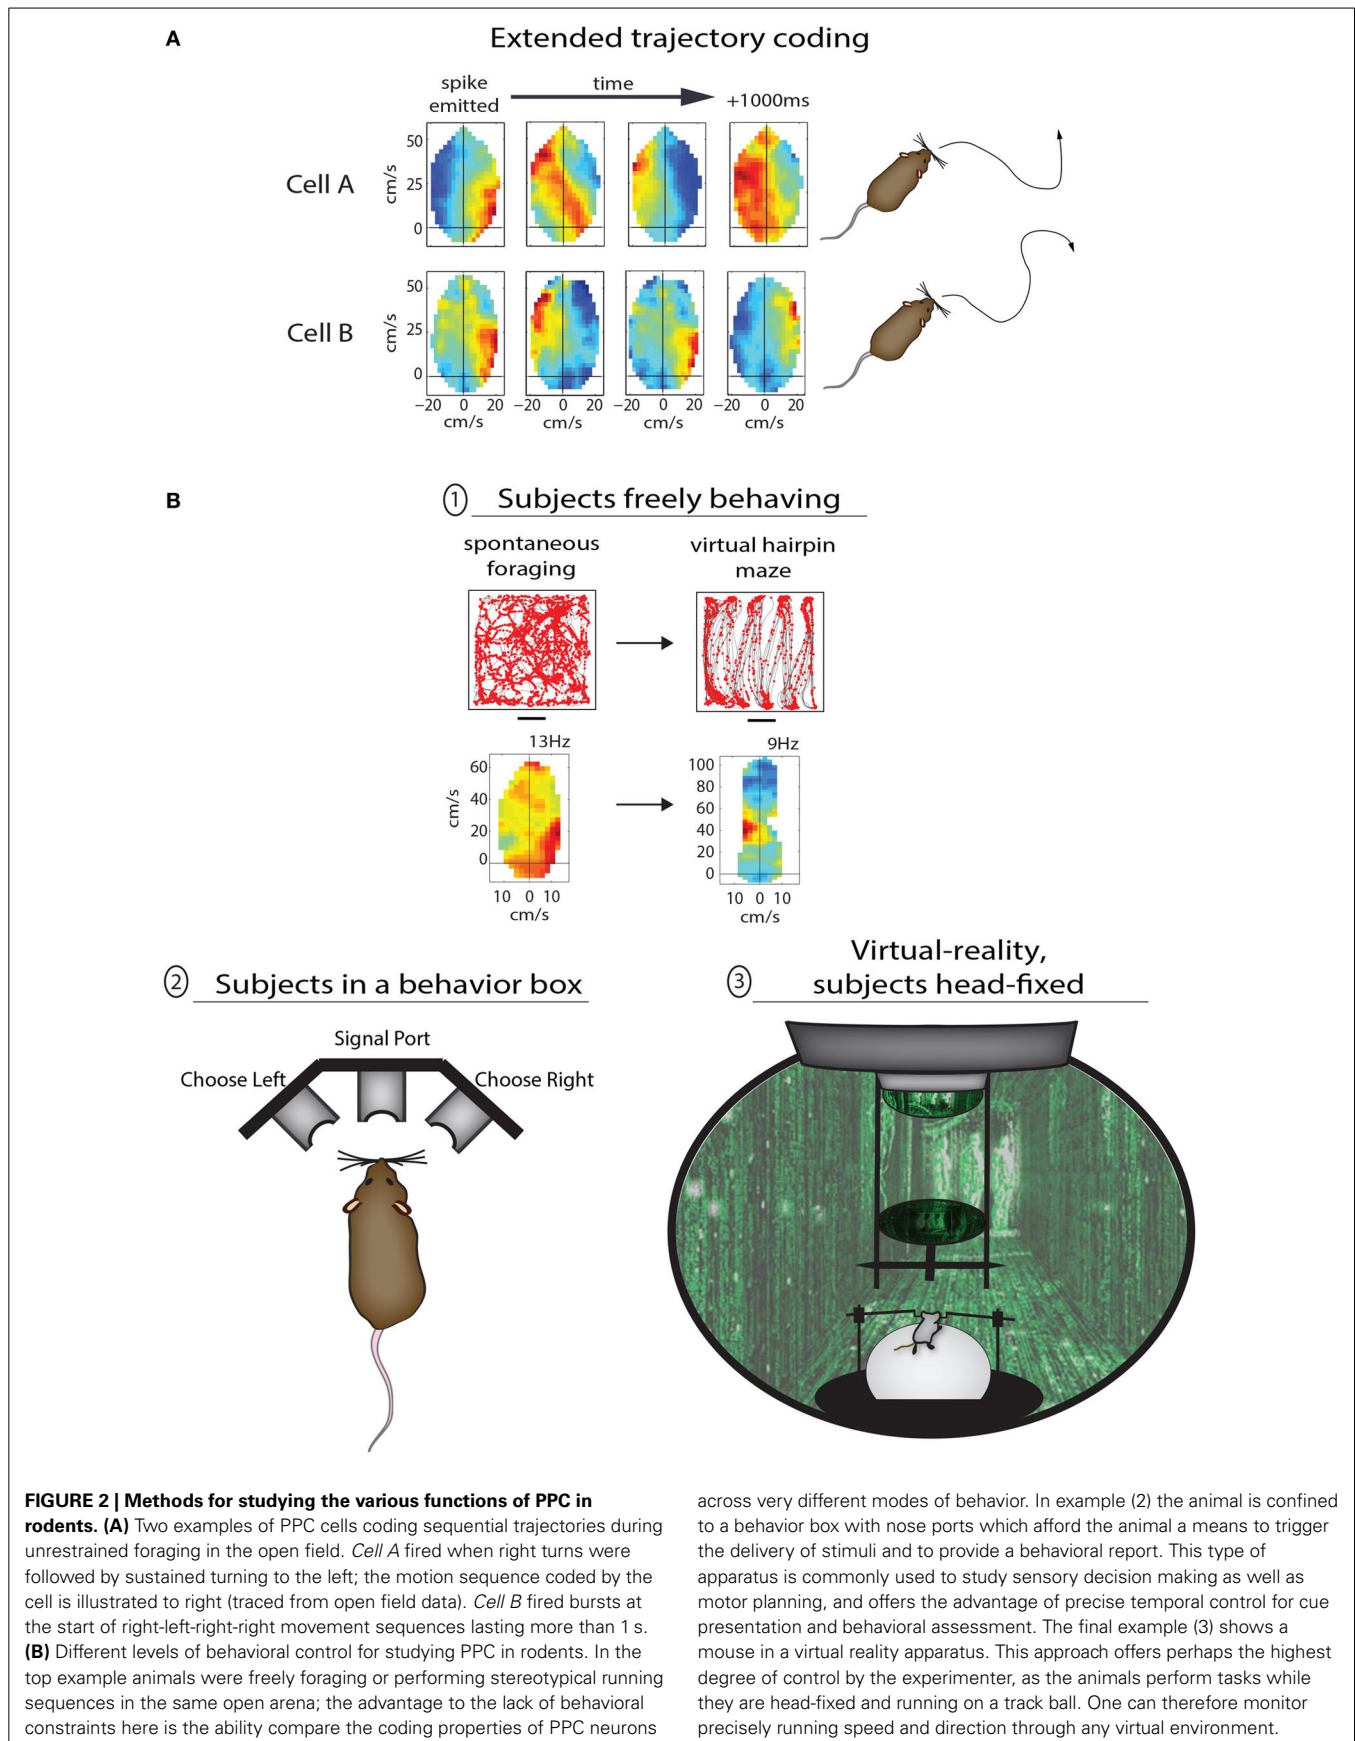 A
Extended trajectory coding
spike
emitted
time
+1000ms
Cell A
cm/s
50
25
0
Cell B
cm/s
50
25
0
−20 0 20
−20 0 20
−20 0 20
−20 0 20
cm/s
cm/s
cm/s
cm/s
B
1 Subjects freely behaving
spontaneous
foraging
virtual hairpin
maze
13Hz
9Hz
cm/s
60
40
20
0
10 0 10
cm/s
100
80
60
40
20
0
10 0 10
cm/s
2 Subjects in a behavior box
Signal Port
Choose Left
Choose Right
3 Virtual-reality,
subjects head-fixed
FIGURE 2 | Methods for studying the various functions of PPC in
rodents. (A) Two examples of PPC cells coding sequential trajectories during
unrestrained foraging in the open field. Cell A fired when right turns were
followed by sustained turning to the left; the motion sequence coded by the
cell is illustrated to right (traced from open field data). Cell B fired bursts at
the start of right-left-right-right movement sequences lasting more than 1 s.
(B) Different levels of behavioral control for studying PPC in rodents. In the
top example animals were freely foraging or performing stereotypical running
sequences in the same open arena; the advantage to the lack of behavioral
constraints here is the ability compare the coding properties of PPC neurons
across very different modes of behavior. In example (2) the animal is confined
to a behavior box with nose ports which afford the animal a means to trigger
the delivery of stimuli and to provide a behavioral report. This type of
apparatus is commonly used to study sensory decision making as well as
motor planning, and offers the advantage of precise temporal control for cue
presentation and behavioral assessment. The final example (3) shows a
mouse in a virtual reality apparatus. This approach offers perhaps the highest
degree of control by the experimenter, as the animals perform tasks while
they are head-fixed and running on a track ball. One can therefore monitor
precisely running speed and direction through any virtual environment.